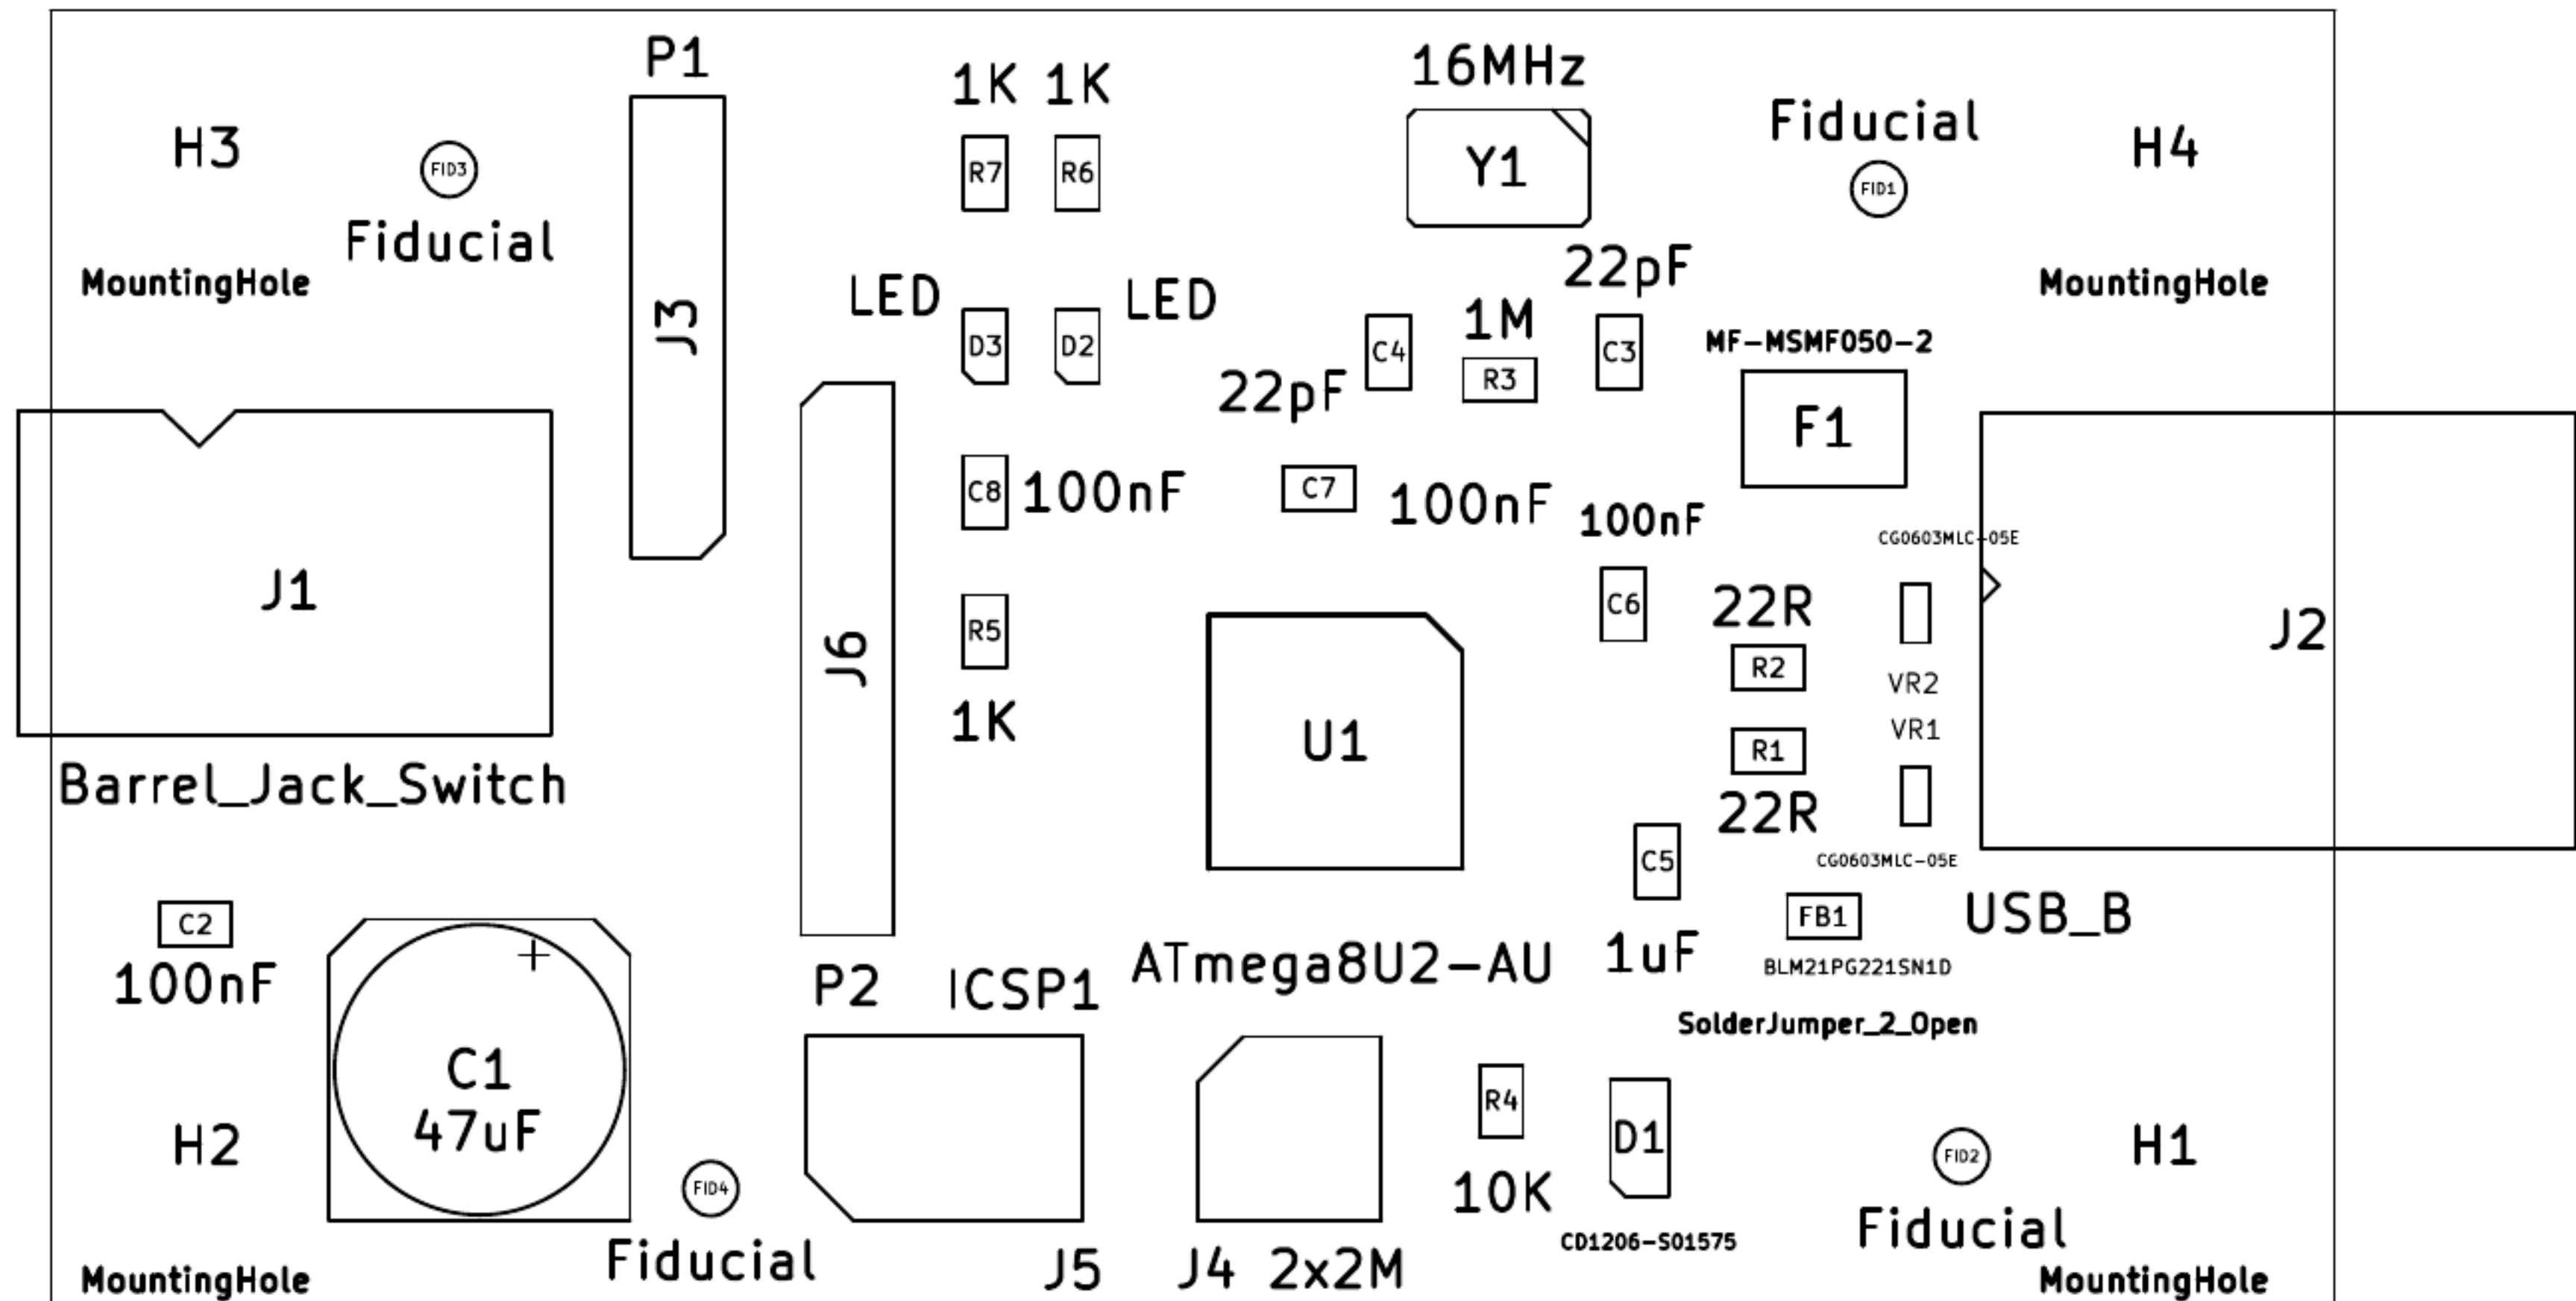 P1
1K 1K
16MHz
Fiducial
H3
FID3
R7
R6
Y1
FID1
H4
Fiducial
MountingHole
22pF
MountingHole
LED
LED
J3
D3
D2
C4
1M
C3
MF-MSMF050-2
22pF
R3
F1
C8
100nF
C7
100nF
100nF
CG0603MLC-05E
J1
R5
J6
C6
22R
R2
J2
VR2
1K
U1
R1
VR1
Barrel_Jack_Switch
22R
C5
CG0603MLC-05E
C2
FB1
USB_B
100nF
P2
ICSP1
ATmega8U2-AU
1uF
BLM21PG221SN1D
SolderJumper_2_Open
C1
47uF
R4
D1
H2
FID2
H1
FID4
10K
Fiducial
CD1206-S01575
Fiducial
MountingHole
J5
J4
2x2M
MountingHole